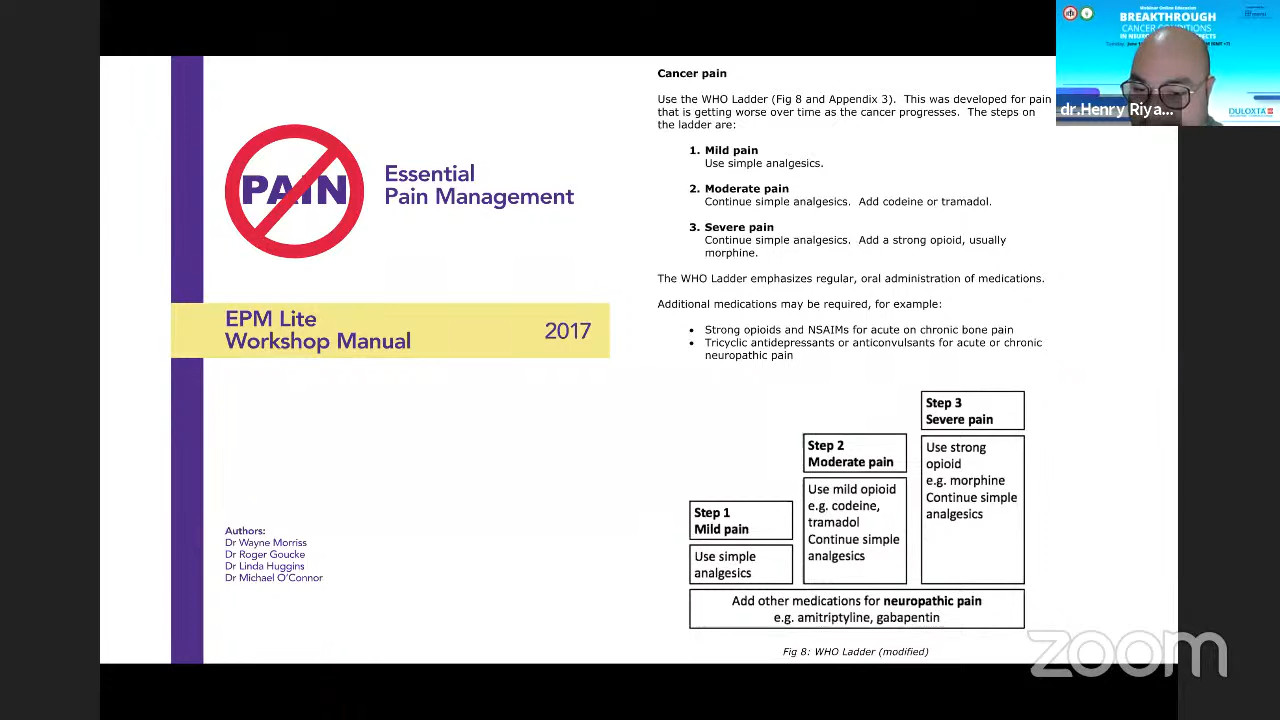 PAIN
Essential
Pain Management
EPM Lite
Workshop Manual
2017
Authors:
Dr Wayne Morriss
Dr Roger Goucke
Dr Linda Huggins
Dr Michael O'Connor
Cancer pain
Use the WHO Ladder (Fig 8 and Appendix 3).  This was developed for pain
that is getting worse over time as the cancer progresses.  The steps on
the ladder are:
1. Mild pain
Use simple analgesics.
2. Moderate pain
Continue simple analgesics.  Add codeine or tramadol.
3. Severe pain
Continue simple analgesics.  Add a strong opioid, usually
morphine.
The WHO Ladder emphasizes regular, oral administration of medications.
Additional medications may be required, for example:
• Strong opioids and NSAIMs for acute on chronic bone pain
• Tricyclic antidepressants or anticonvulsants for acute or chronic
neuropathic pain
Step 1
Mild pain
Use simple
analgesics
Step 2
Moderate pain
Use mild opioid
e.g. codeine,
tramadol
Continue simple
analgesics
Step 3
Severe pain
Use strong
opioid
e.g. morphine
Continue simple
analgesics
Add other medications for neuropathic pain
e.g. amitriptyline, gabapentin
Fig 8: WHO Ladder (modified)
Webinar Online Education
BREAKTHROUGH
CANCER
IN
dr.Henry Riya...
DULOXTA
zoom